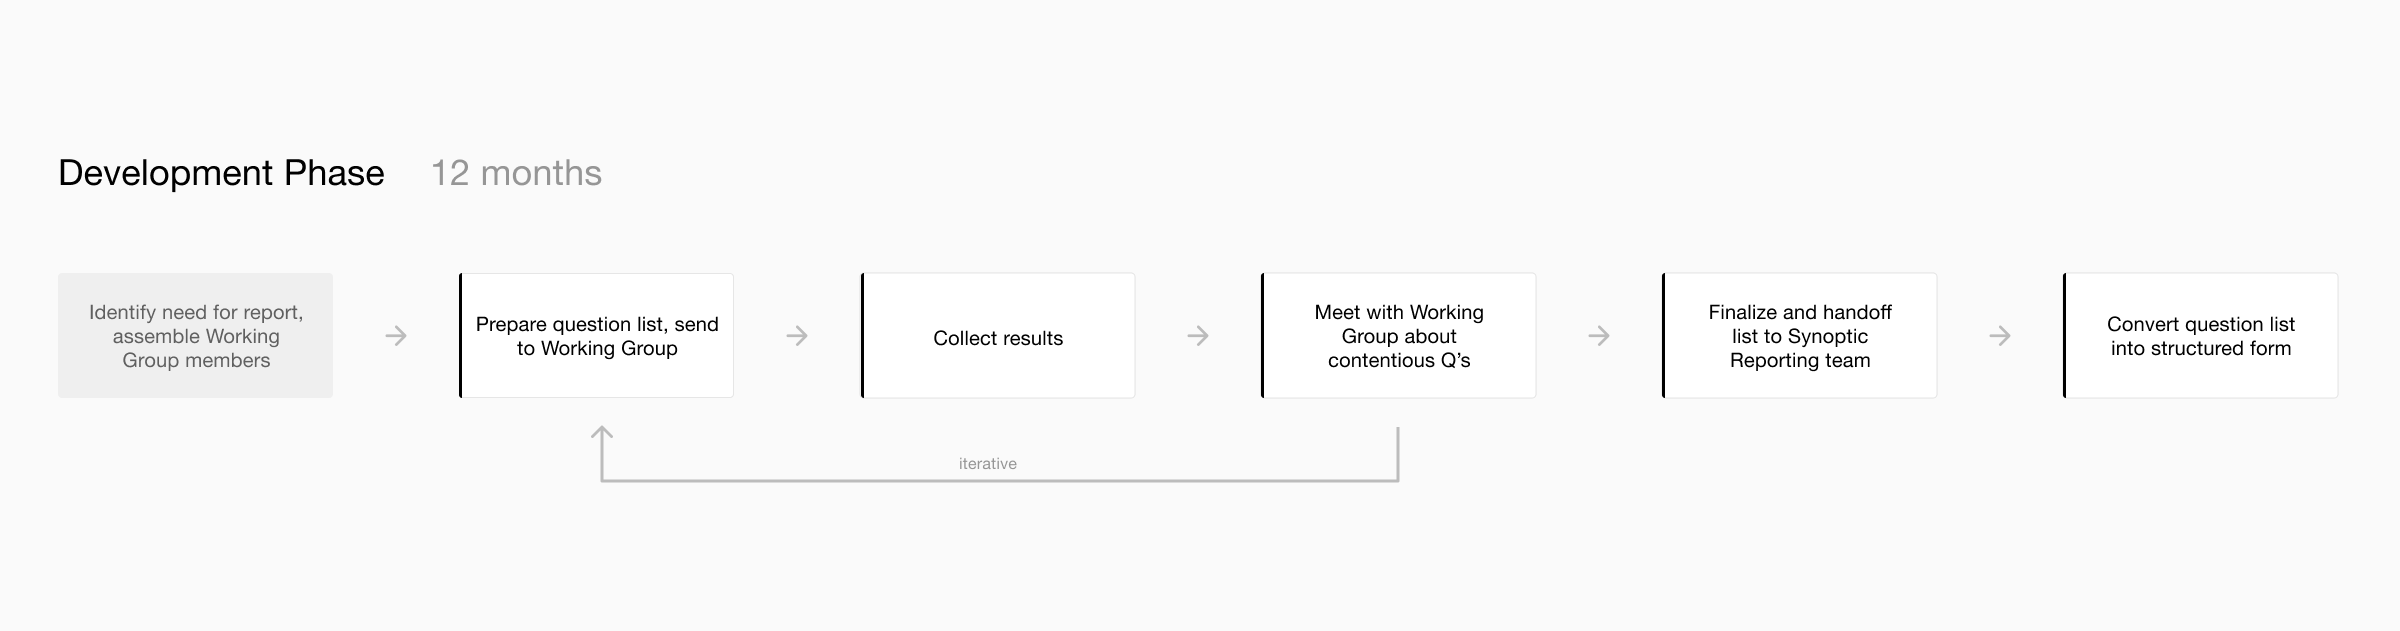 Development Phase 12 months
Identify need for report,
assemble Working
Group members
Prepare question list, send
to Working Group
Collect results
Meet with Working
Group about
contentious Q’s
Finalize and handoff
list to Synoptic
Reporting team
Convert question list
into structured form
iterative